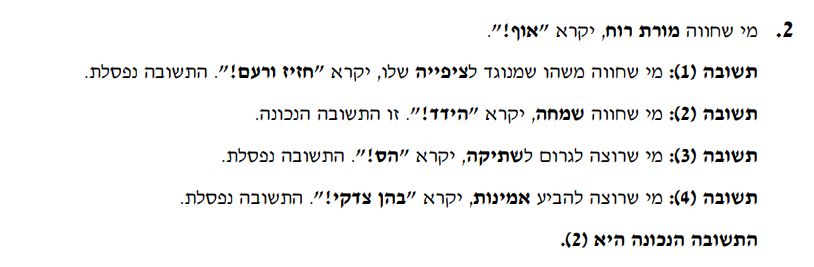 2. מי שחווה מורת רוח, יקרא "אוף!".
תשובה (1): מי שחווה משהו שמנוגד לציפייה שלו, יקרא "חזיז ורעם!". התשובה נפסלת.
תשובה (2): מי שחווה שמחה, יקרא "הידד!". זו התשובה הנכונה.
תשובה (3): מי שרוצה לגרום לשתיקה, יקרא "הס!". התשובה נפסלת.
תשובה (4): מי שרוצה להביע אמינות, יקרא "בהן צדקי!". התשובה נפסלת.
התשובה הנכונה היא (2).